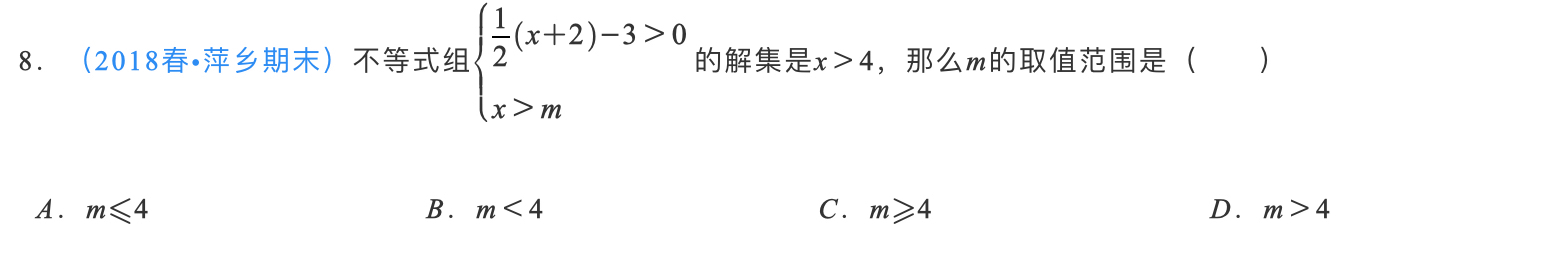 8. （2018春•萍乡期末）不等式组{1/2(x+2)−3>0 的解集是x>4，那么m的取值范围是（　　）
x>m
A. m⩽4　B. m<4　C. m⩾4　D. m>4